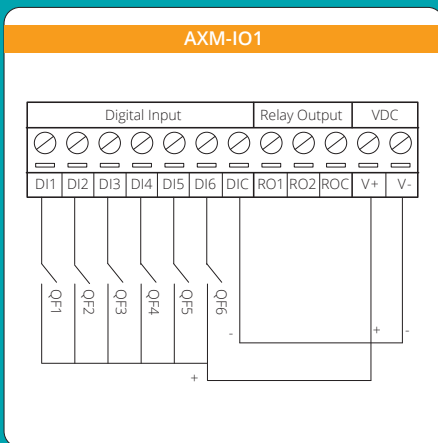 AXM-IO1
Digital Input Relay Output VDC
DI1 DI2 DI3 DI4 DI5 DI6 DIC RO1 RO2 ROC V+ V-
QF1 QF2 QF3 QF4 QF5 QF6
- + -
+